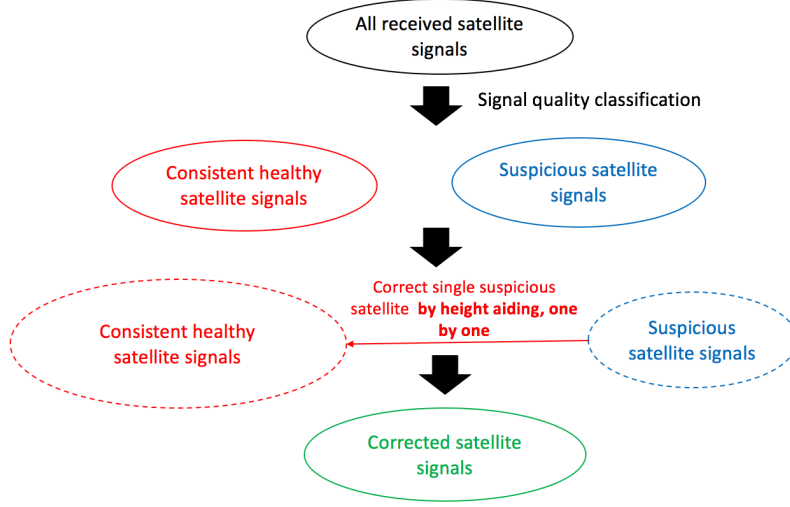 All received satellite
signals
Signal quality classification
Consistent healthy
satellite signals
Suspicious satellite
signals
Correct single suspicious
satellite by height aiding, one
by one
Consistent healthy
satellite signals
Suspicious
satellite signals
Corrected satellite
signals